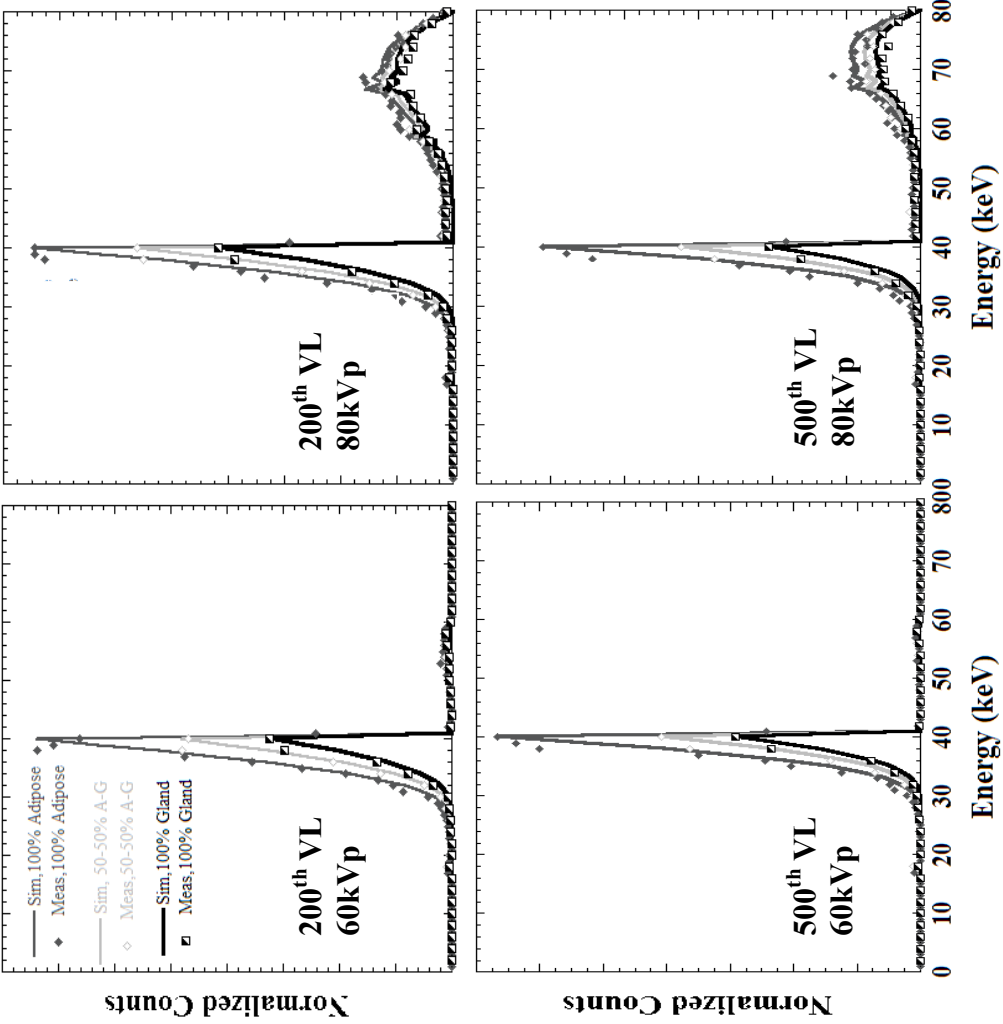 Sim,100% Adipose
Meas,100% Adipose
Sim, 50-50% A-G
Meas,50-50% A-G
Sim,100% Gland
Meas,100% Gland
200th VL
60kVp
200th VL
80kVp
500th VL
60kVp
500th VL
80kVp
Normalized Counts
Normalized Counts
0 10 20 30 40 50 60 70 80
0 10 20 30 40 50 60 70 80
Energy (keV)
Energy (keV)